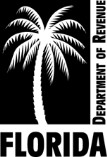 DEPARTMENT OF REVENUE
FLORIDA